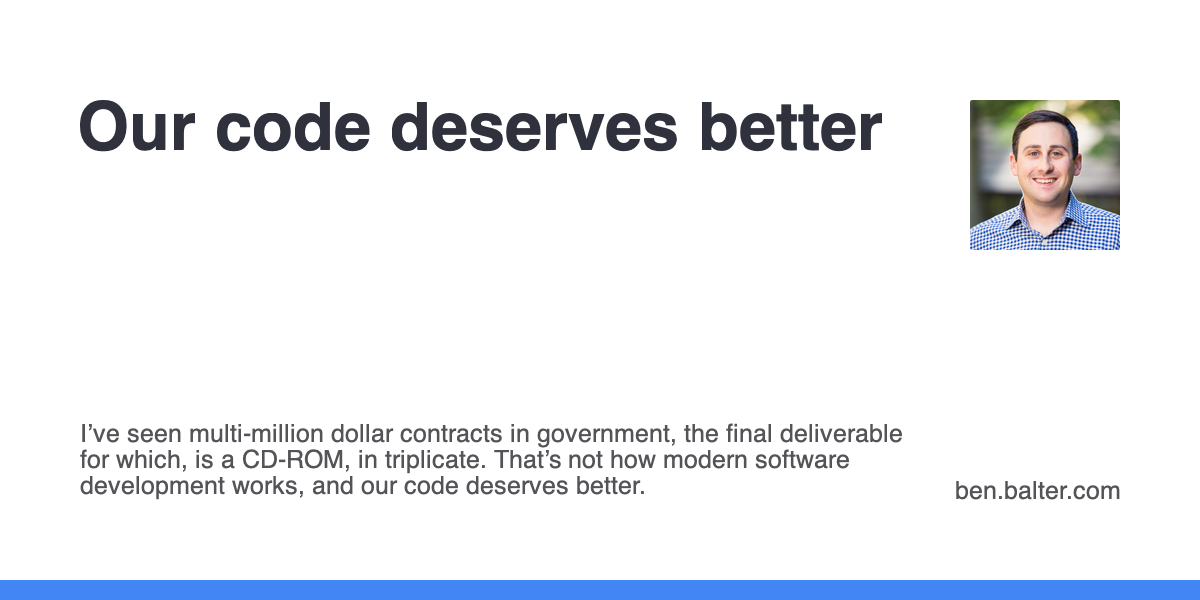 Our code deserves better
I’ve seen multi-million dollar contracts in government, the final deliverable
for which, is a CD-ROM, in triplicate. That’s not how modern software
development works, and our code deserves better.
ben.balter.com